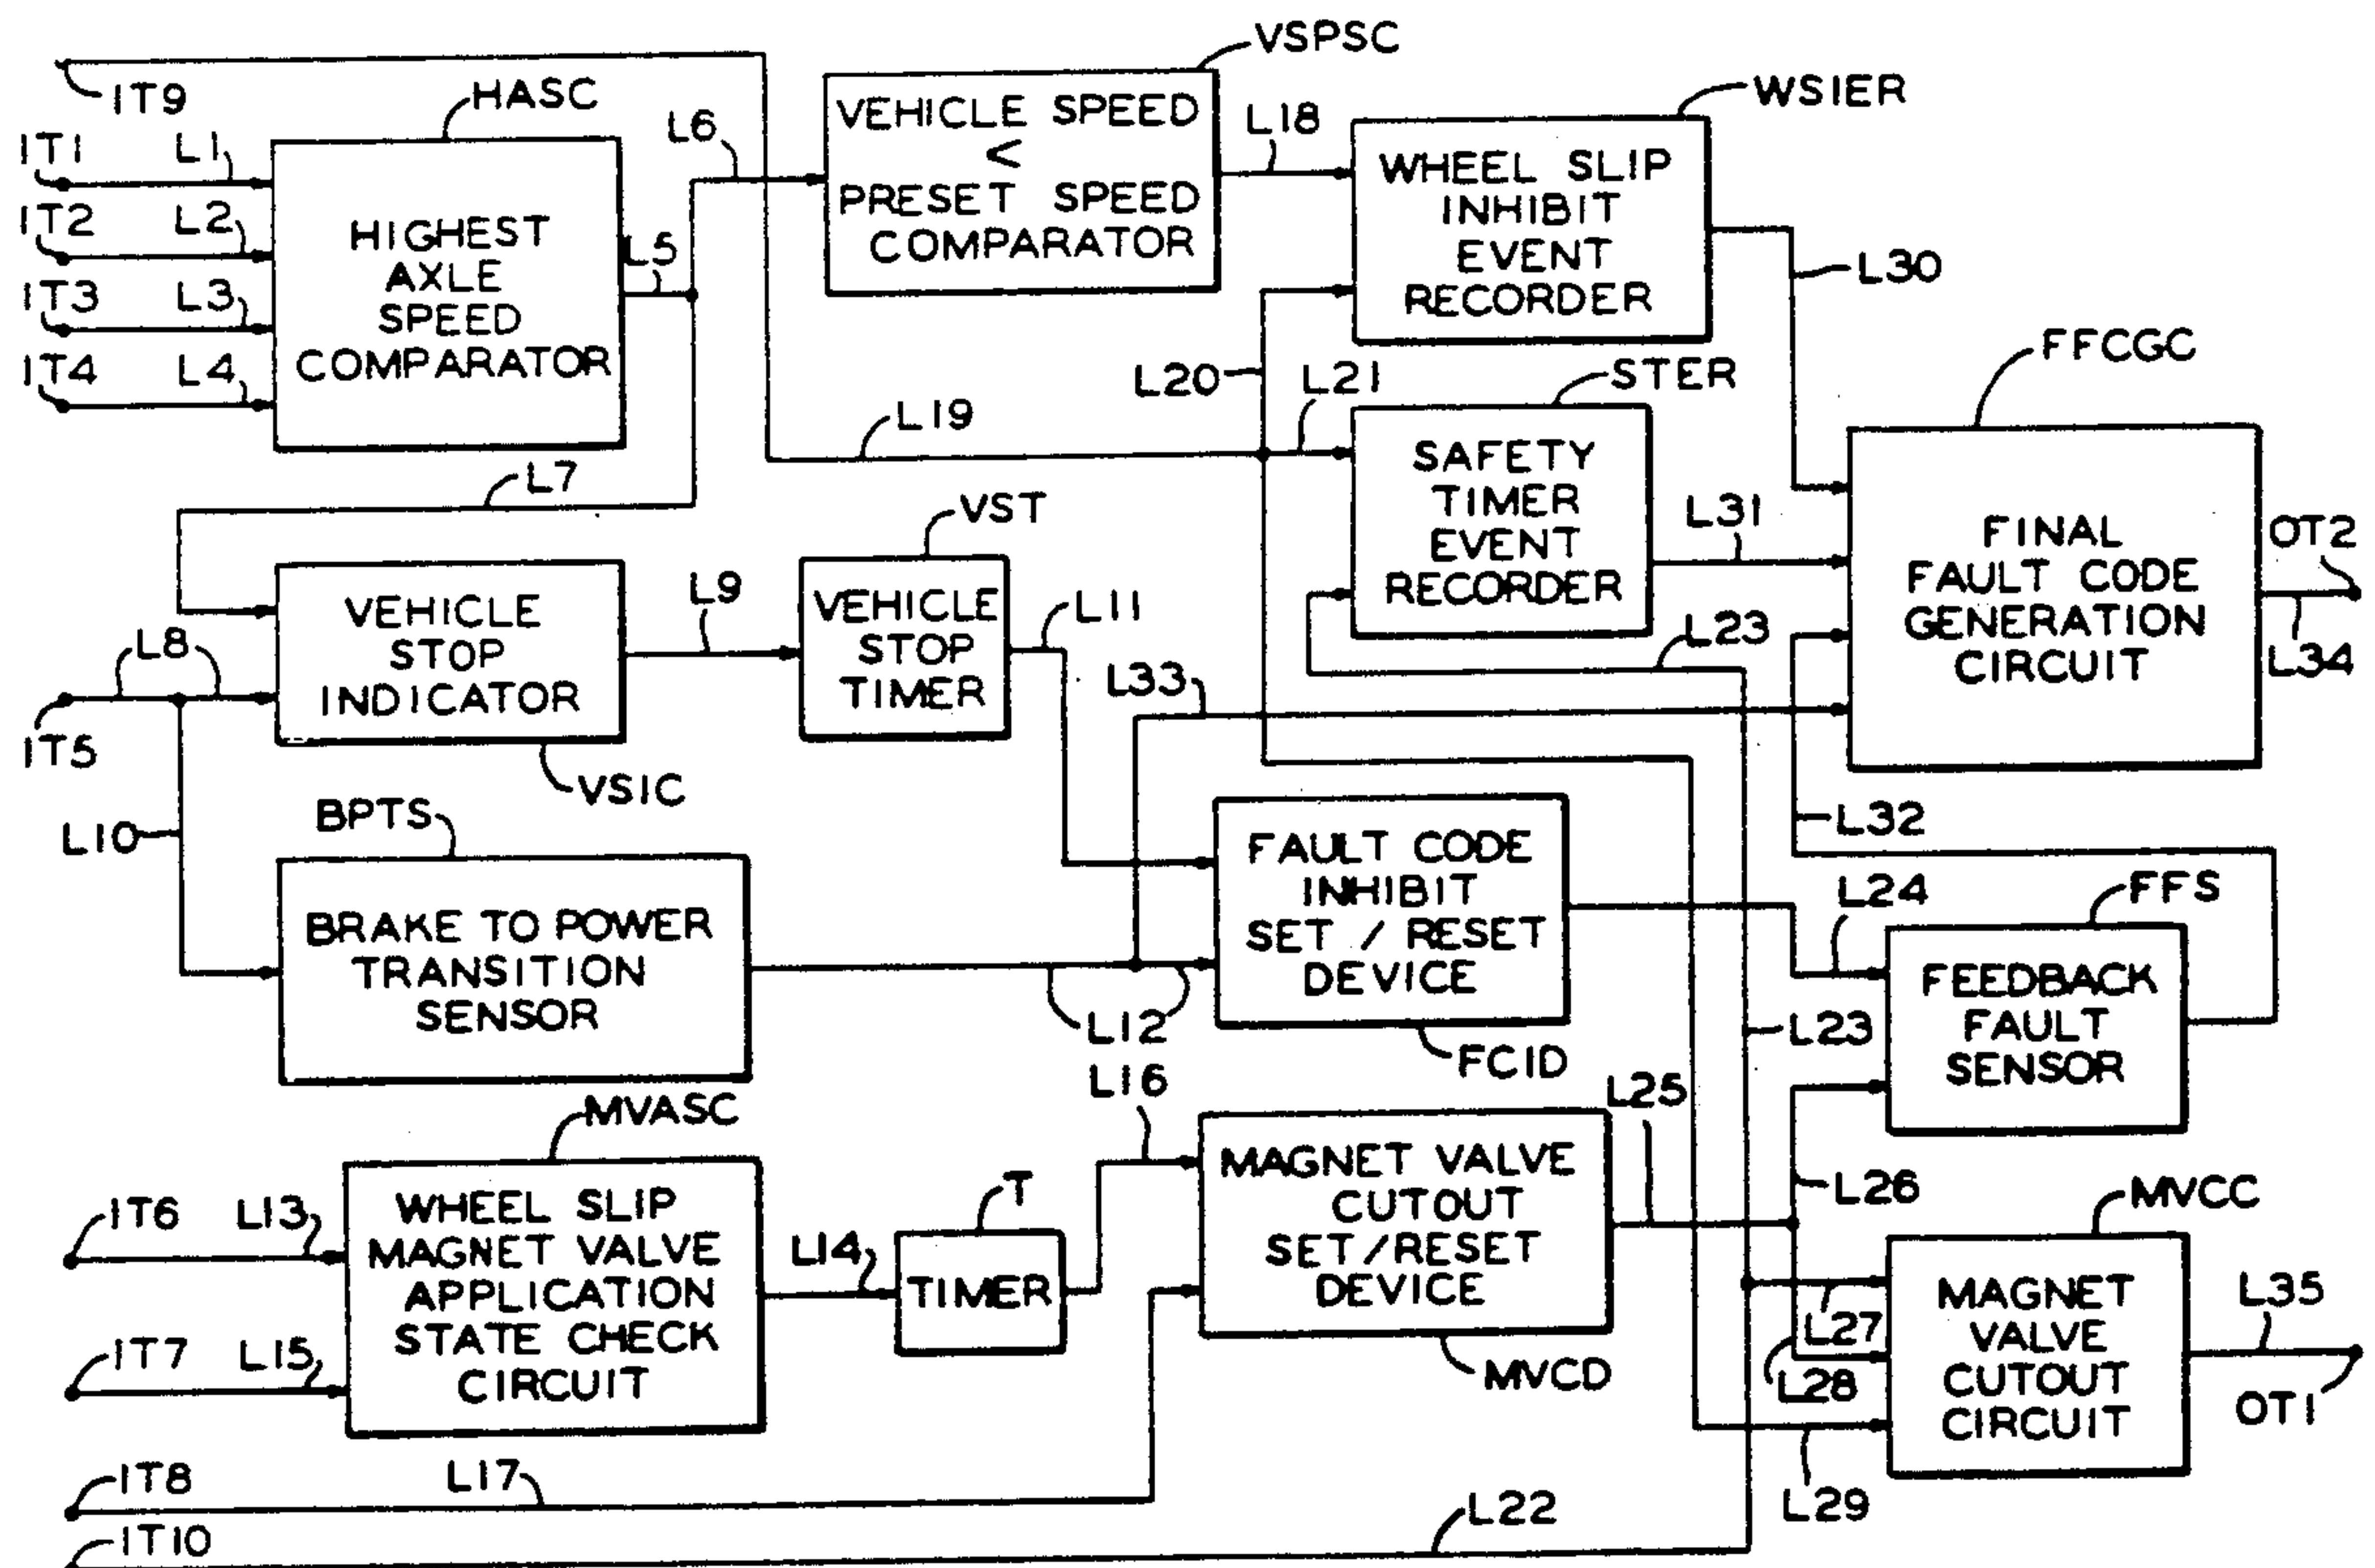 IT9
IT1
L1
IT2
L2
IT3
L3
IT4
L4
HASC
HIGHEST
AXLE
SPEED
COMPARATOR
L5
L6
L7
VSPSC
VEHICLE SPEED
<
PRESET SPEED
COMPARATOR
L18
WSIER
WHEEL SLIP
INHIBIT
EVENT
RECORDER
L30
L19
L20
L21
STER
SAFETY
TIMER
EVENT
RECORDER
L31
L23
FFCGC
FINAL
FAULT CODE
GENERATION
CIRCUIT
OT2
L34
L8
IT5
VEHICLE
STOP
INDICATOR
VSIC
L9
VST
VEHICLE
STOP
TIMER
L11
L33
L10
BPTS
BRAKE TO POWER
TRANSITION
SENSOR
L12
FAULT CODE
INHIBIT
SET / RESET
DEVICE
FCID
L32
L24
L23
FFS
FEEDBACK
FAULT
SENSOR
MVASC
IT6
L13
IT7
L15
WHEEL SLIP
MAGNET VALVE
APPLICATION
STATE CHECK
CIRCUIT
L14
T
TIMER
L16
MAGNET VALVE
CUTOUT
SET/RESET
DEVICE
MVCD
L25
L26
L27
L28
L29
MVCC
MAGNET
VALVE
CUTOUT
CIRCUIT
L35
OT1
IT8
L17
IT10
L22